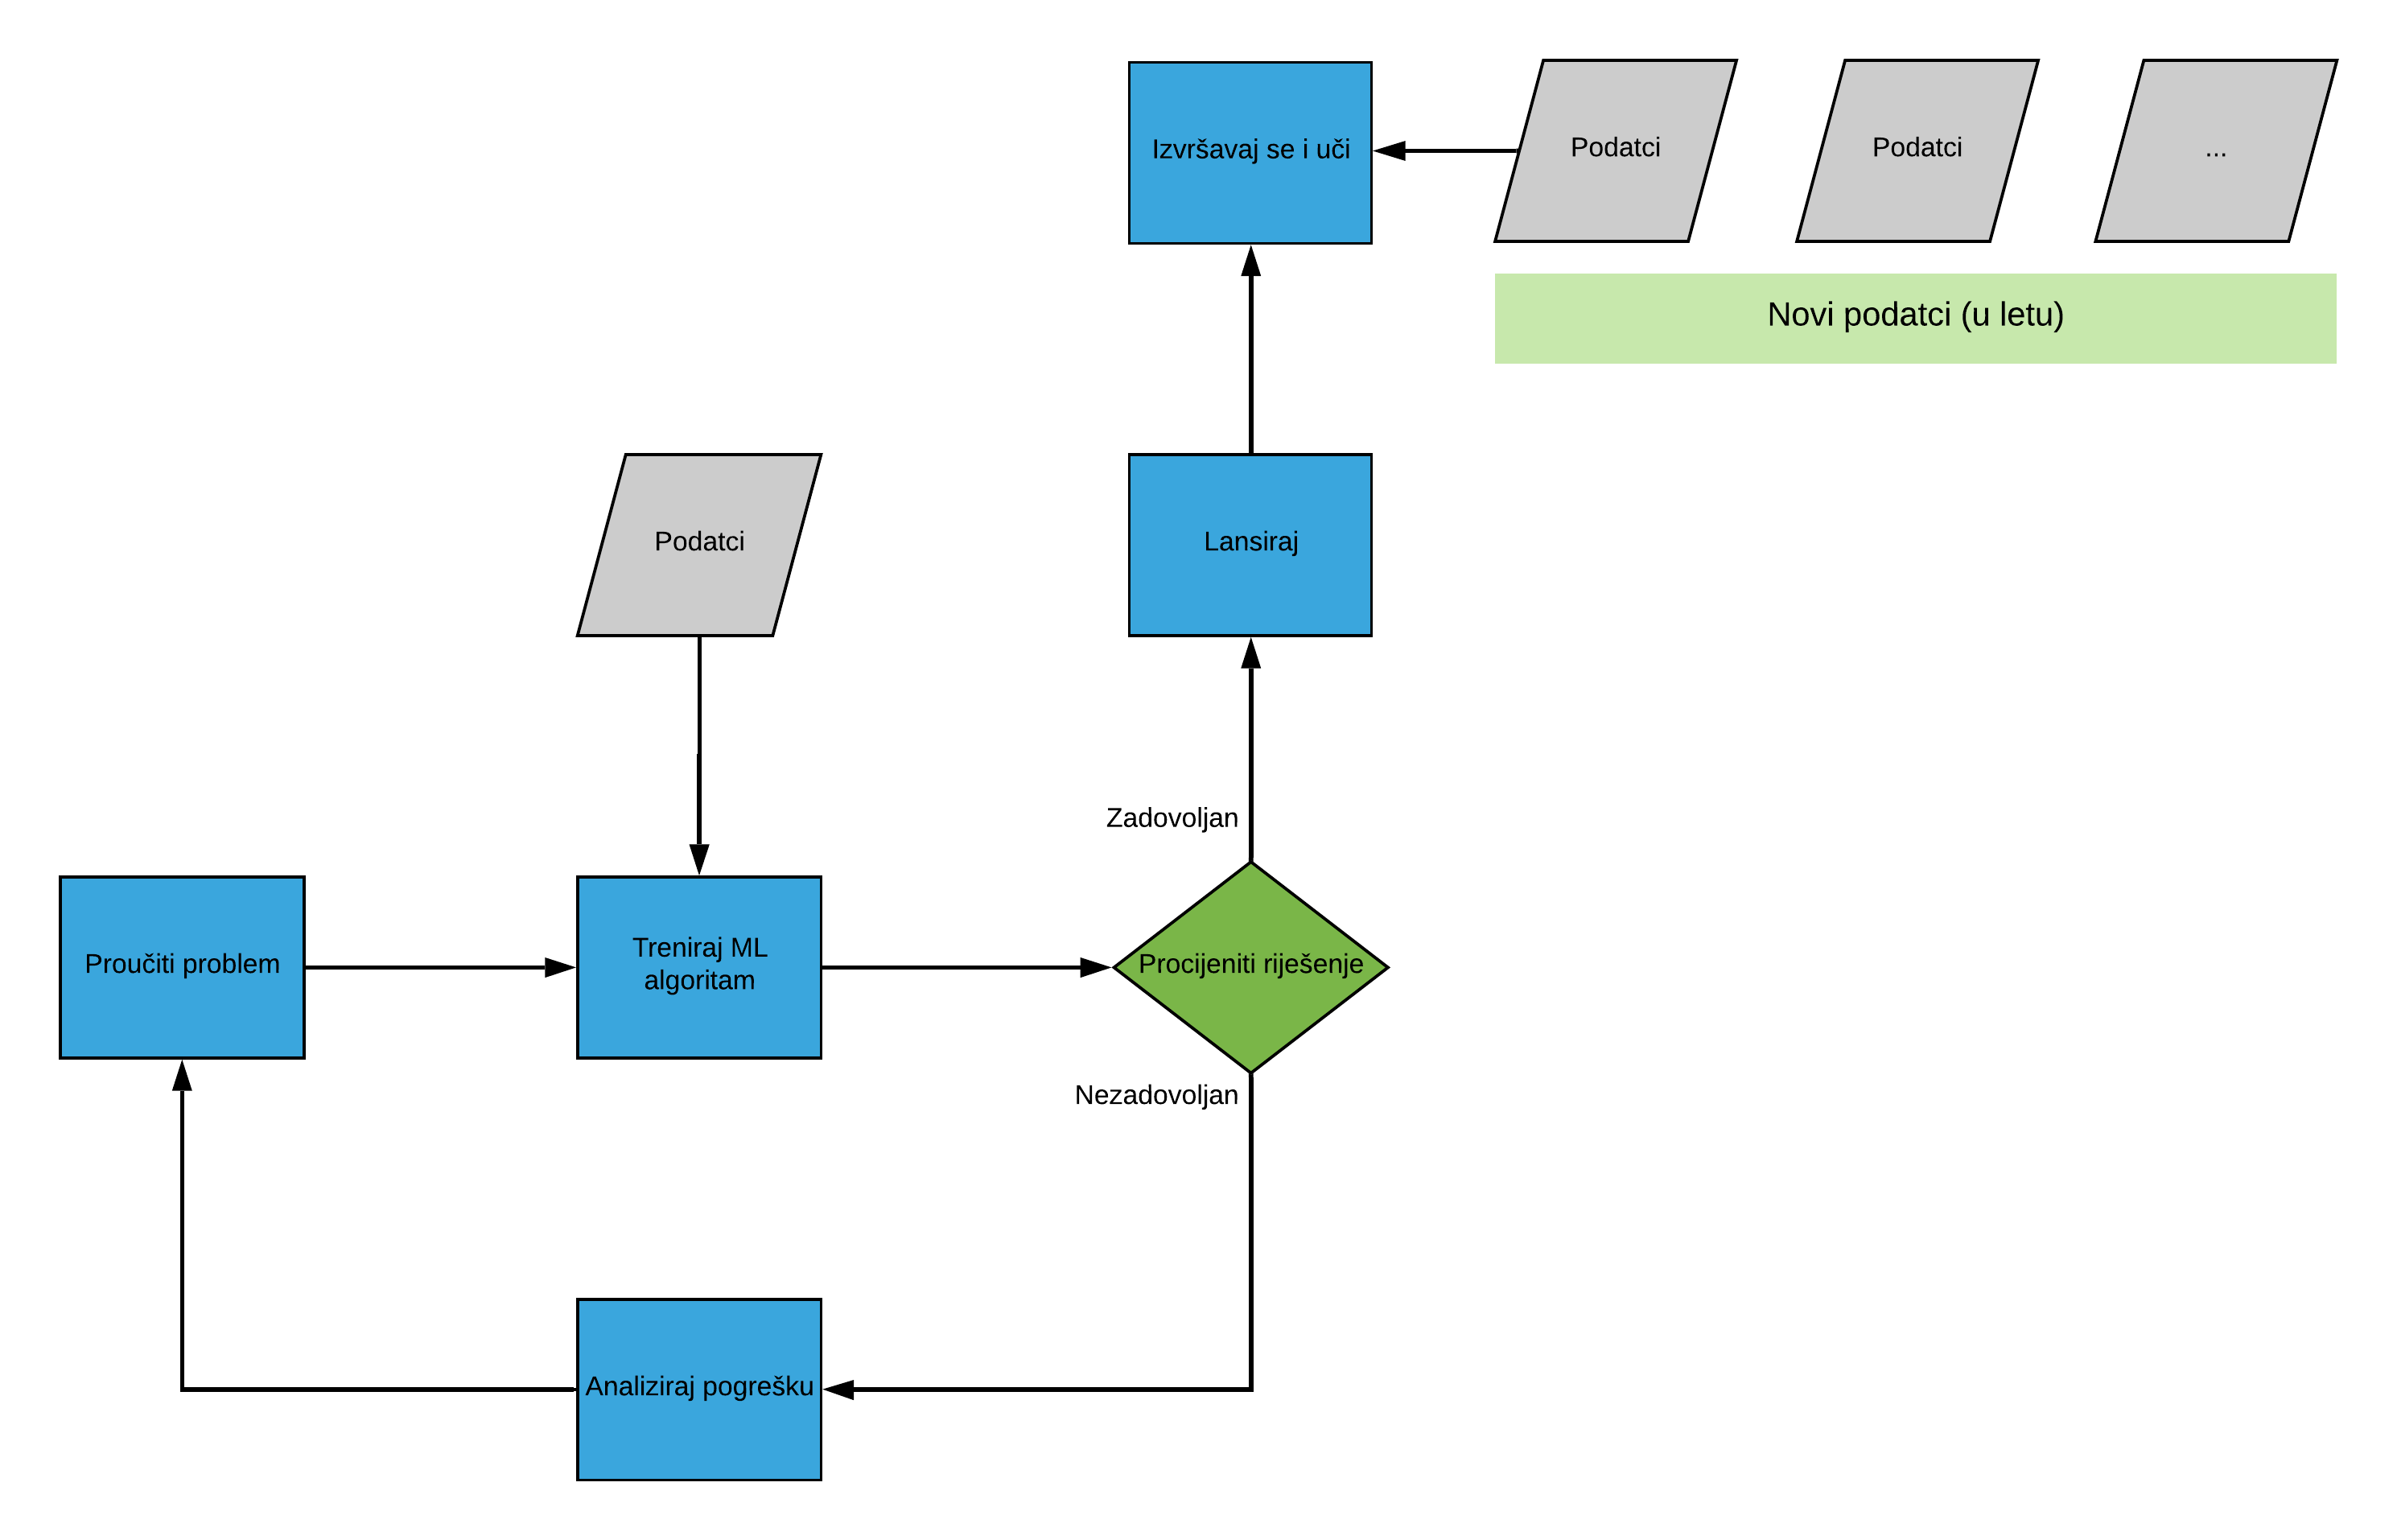 Izvršavaj se i uči
Podatci
Podatci
...
Novi podatci (u letu)
Podatci
Lansiraj
Zadovoljan
Proučiti problem
Treniraj ML
algoritam
Procijeniti riješenje
Nezadovoljan
Analiziraj pogrešku